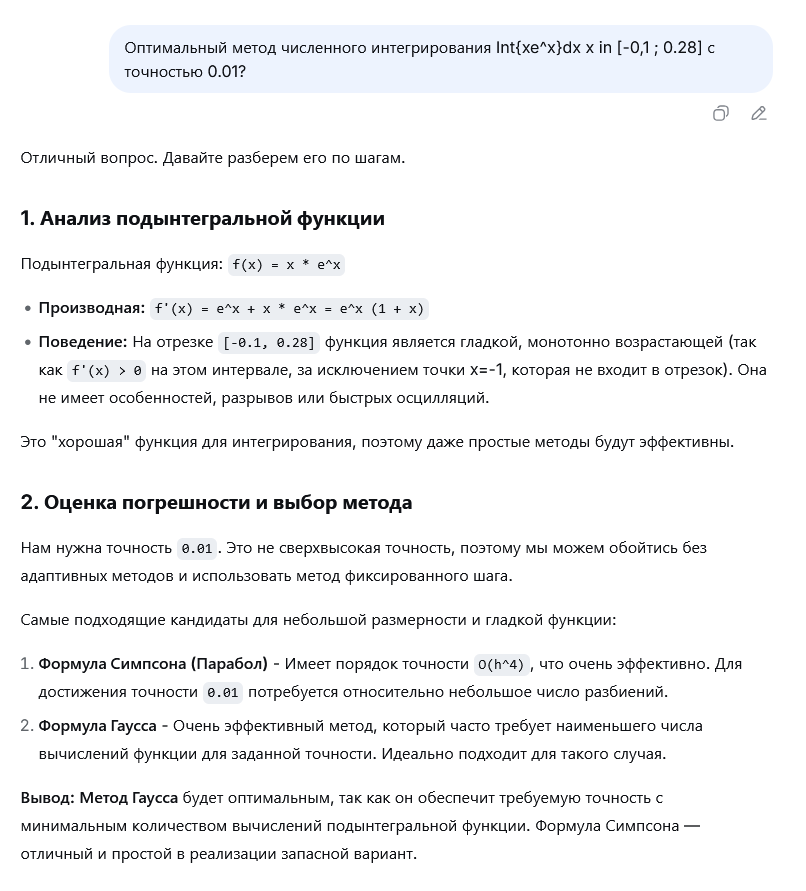 Оптимальный метод численного интегрирования Int{xe^x}dx x in [-0,1 ; 0.28] с
точностью 0.01?
Отличный вопрос. Давайте разберем его по шагам.
1. Анализ подынтегральной функции
Подынтегральная функция: f(x) = x * e^x
• Производная: f'(x) = e^x + x * e^x = e^x (1 + x)
• Поведение: На отрезке [-0.1, 0.28] функция является гладкой, монотонно возрастающей (так
как f'(x) > 0 на этом интервале, за исключением точки x=-1, которая не входит в отрезок). Она
не имеет особенностей, разрывов или быстрых осцилляций.
Это "хорошая" функция для интегрирования, поэтому даже простые методы будут эффективны.
2. Оценка погрешности и выбор метода
Нам нужна точность 0.01. Это не сверхвысокая точность, поэтому мы можем обойтись без
адаптивных методов и использовать метод фиксированного шага.
Самые подходящие кандидаты для небольшой размерности и гладкой функции:
1. Формула Симпсона (Парабол) - Имеет порядок точности O(h^4), что очень эффективно. Для
достижения точности 0.01 потребуется относительно небольшое число разбиений.
2. Формула Гаусса - Очень эффективный метод, который часто требует наименьшего числа
вычислений функции для заданной точности. Идеально подходит для такого случая.
Вывод: Метод Гаусса будет оптимальным, так как он обеспечит требуемую точность с
минимальным количеством вычислений подынтегральной функции. Формула Симпсона —
отличный и простой в реализации запасной вариант.